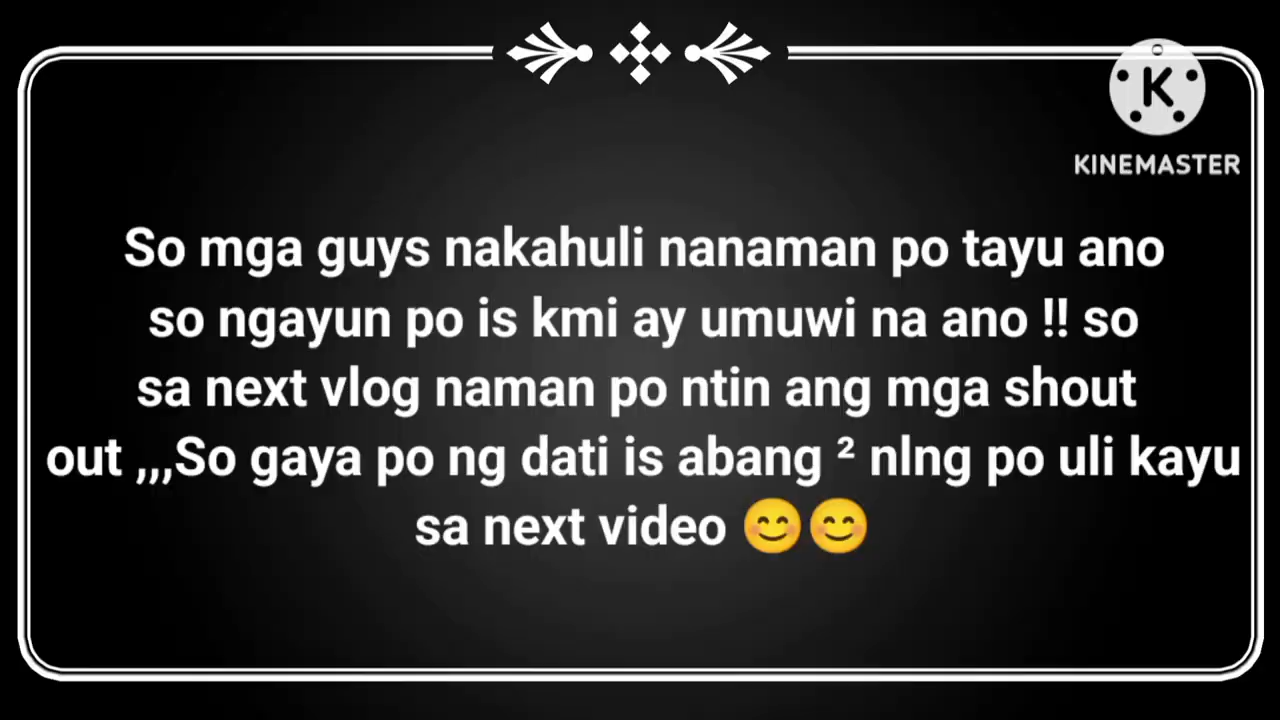 KINEMASTER
So mga guys nakahuli nanaman po tayu ano
so ngayun po is kmi ay umuwi na ano !! so
sa next vlog naman po ntin ang mga shout
out ,,,So gaya po ng dati is abang ² nlng po uli kayu
sa next video 😊😊